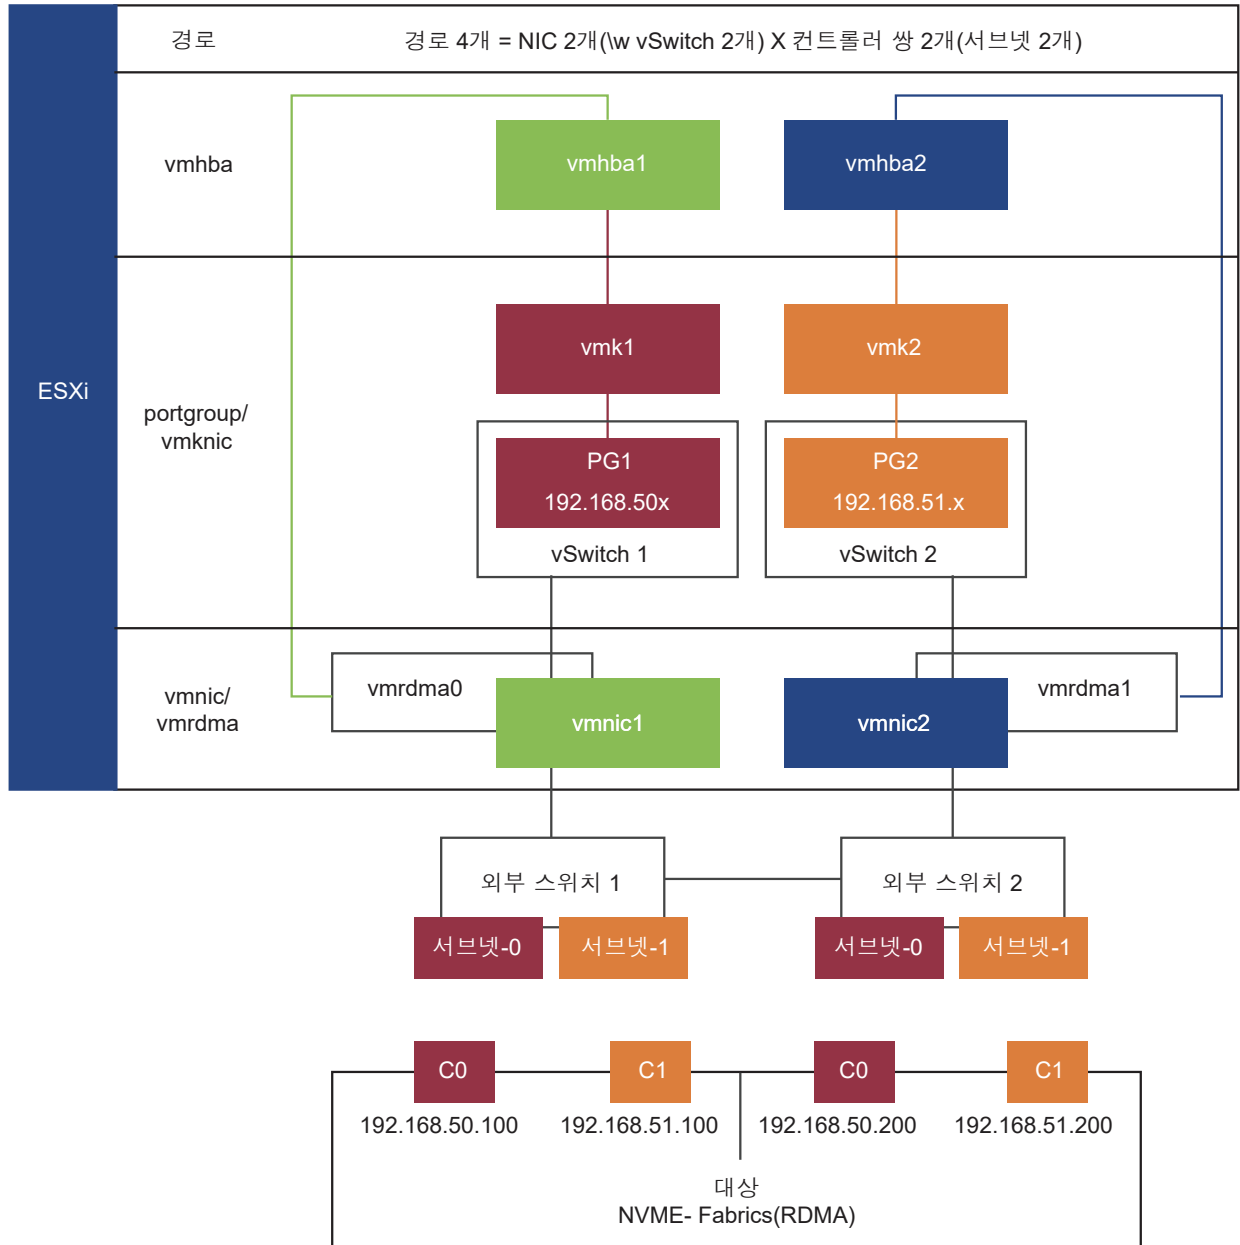 경로
경로 4개 = NIC 2개(\w vSwitch 2개) X 컨트롤러 쌍 2개(서브넷 2개)
vmhba
vmhba1
vmhba2
ESXi
portgroup/
vmknic
vmk1
vmk2
PG1
192.168.50x
vSwitch 1
PG2
192.168.51.x
vSwitch 2
vmnic/
vmrdma
vmrdma0
vmnic1
vmnic2
vmrdma1
외부 스위치 1
외부 스위치 2
서브넷-0
서브넷-1
서브넷-0
서브넷-1
C0
C1
C0
C1
192.168.50.100
192.168.51.100
192.168.50.200
192.168.51.200
대상
NVME- Fabrics(RDMA)